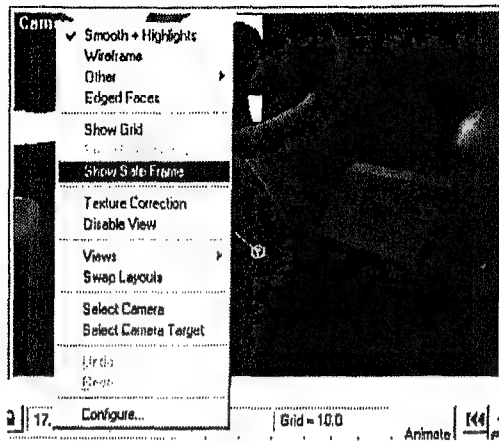 Cam
Smooth + Highlights
Wireframe
Other
Edged Faces
Show Grid
Show Safe Frame
Texture Correction
Disable View
Views
Swap Layouts
Select Camera
Select Camera Target
Undo
Configure...
17.
Grid = 10.0
Animate